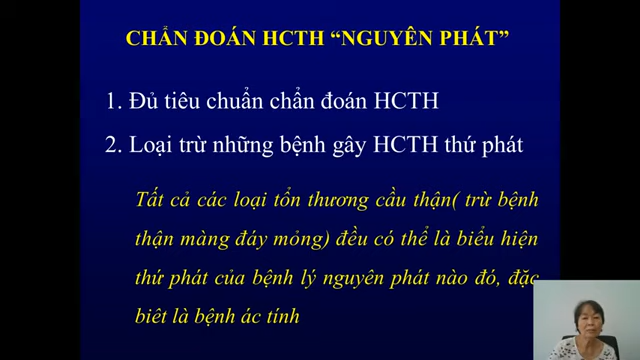 CHẨN ĐOÁN HCTH “NGUYÊN PHÁT”
1. Đủ tiêu chuẩn chẩn đoán HCTH
2. Loại trừ những bệnh gây HCTH thứ phát
Tất cả các loại tổn thương cầu thận( trừ bệnh
thận màng đáy mỏng) đều có thể là biểu hiện
thứ phát của bệnh lý nguyên phát nào đó, đặc
biêt là bệnh ác tính